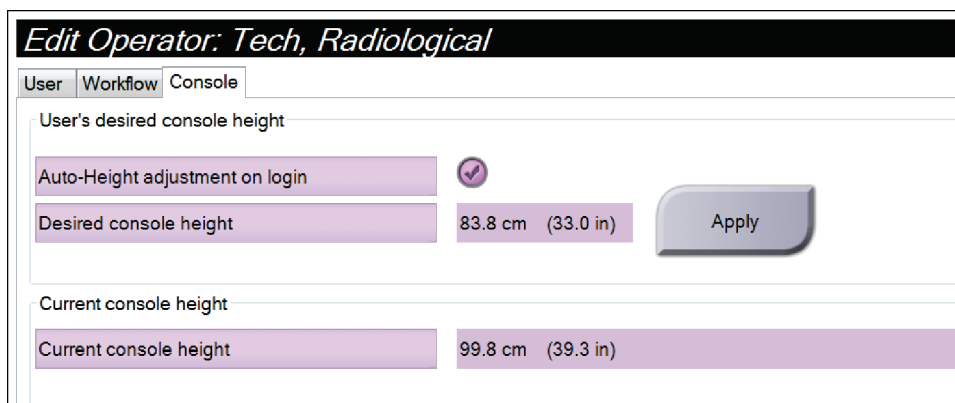 Edit Operator: Tech, Radiological
User Workflow Console
User's desired console height
Auto-Height adjustment on login
Desired console height 83.8 cm (33.0 in) Apply
Current console height
Current console height 99.8 cm (39.3 in)